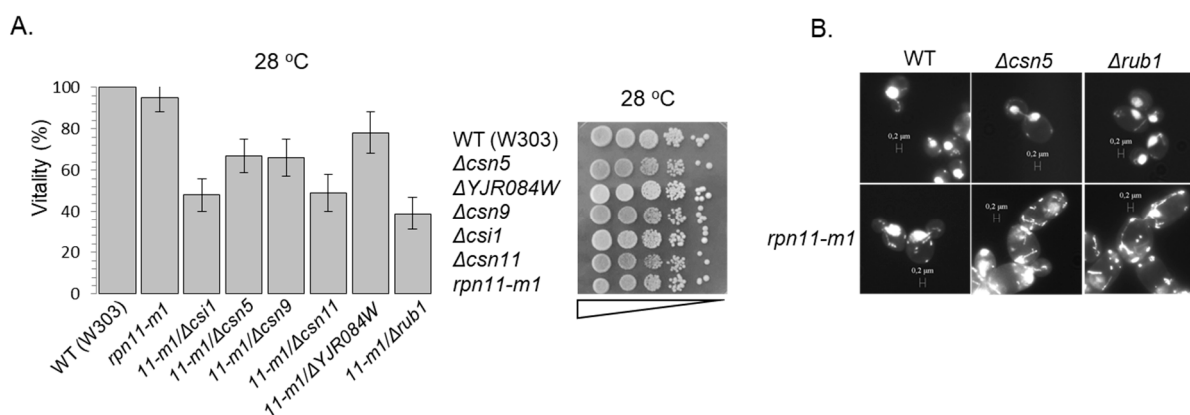 A.
28 °C
Vitality (%)
100
80
60
40
20
0
WT (W303)
rpn11-m1
11-m1/Δcsi1
11-m1/Δcsn5
11-m1/Δcsn9
11-m1/Δcsn11
11-m1/ΔYJR084W
11-m1/Δrub1
28 °C
WT (W303)
Δcsn5
ΔYJR084W
Δcsn9
Δcsi1
Δcsn11
rpn11-m1
B.
WT
Δcsn5
Δrub1
0,2 µm
0,2 µm
0,2 µm
rpn11-m1
0,2 µm
0,2 µm
0,2 µm